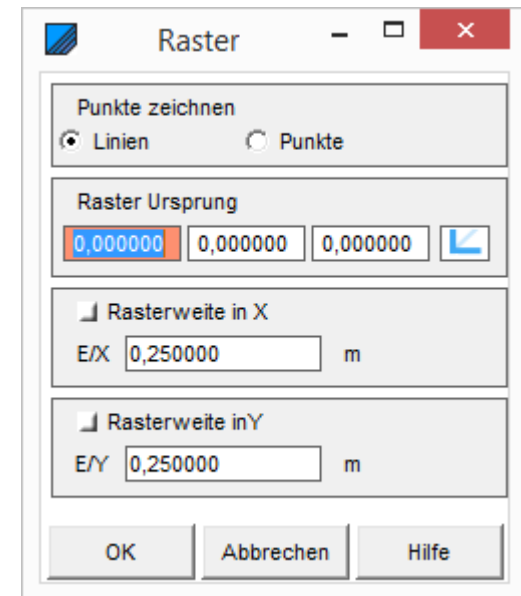 Raster
Punkte zeichnen
Linien Punkte
Raster Ursprung
0,000000 0,000000 0,000000
Rasterweite in X
E/X 0,250000 m
Rasterweite inY
E/Y 0,250000 m
OK Abbrechen Hilfe